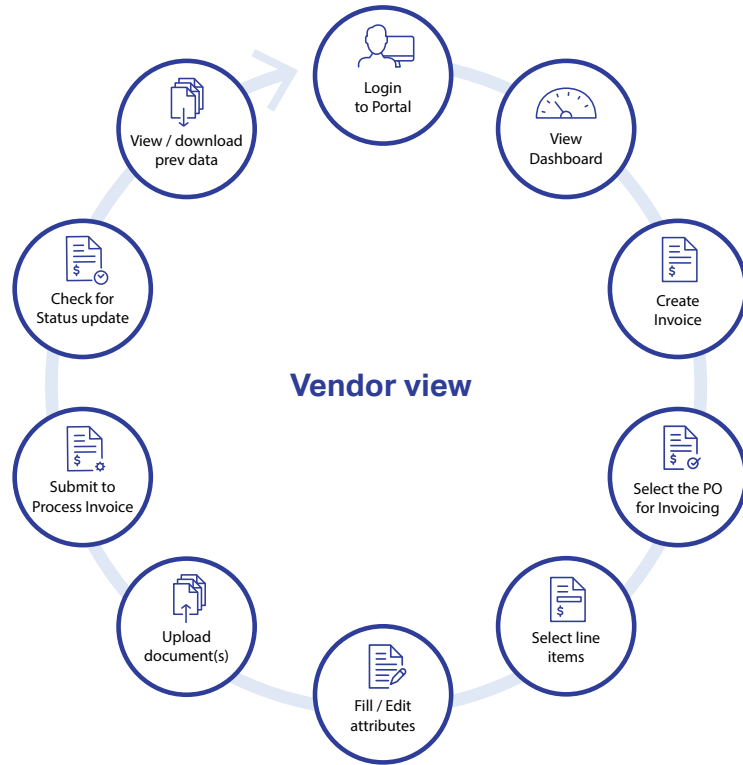 Login
to Portal
View
Dashboard
$
Create
Invoice
$
Select the PO
for Invoicing
$
Select line
items
Fill / Edit
attributes
Upload
document(s)
$
Submit to
Process Invoice
$
Check for
Status update
View / download
prev data
Vendor view